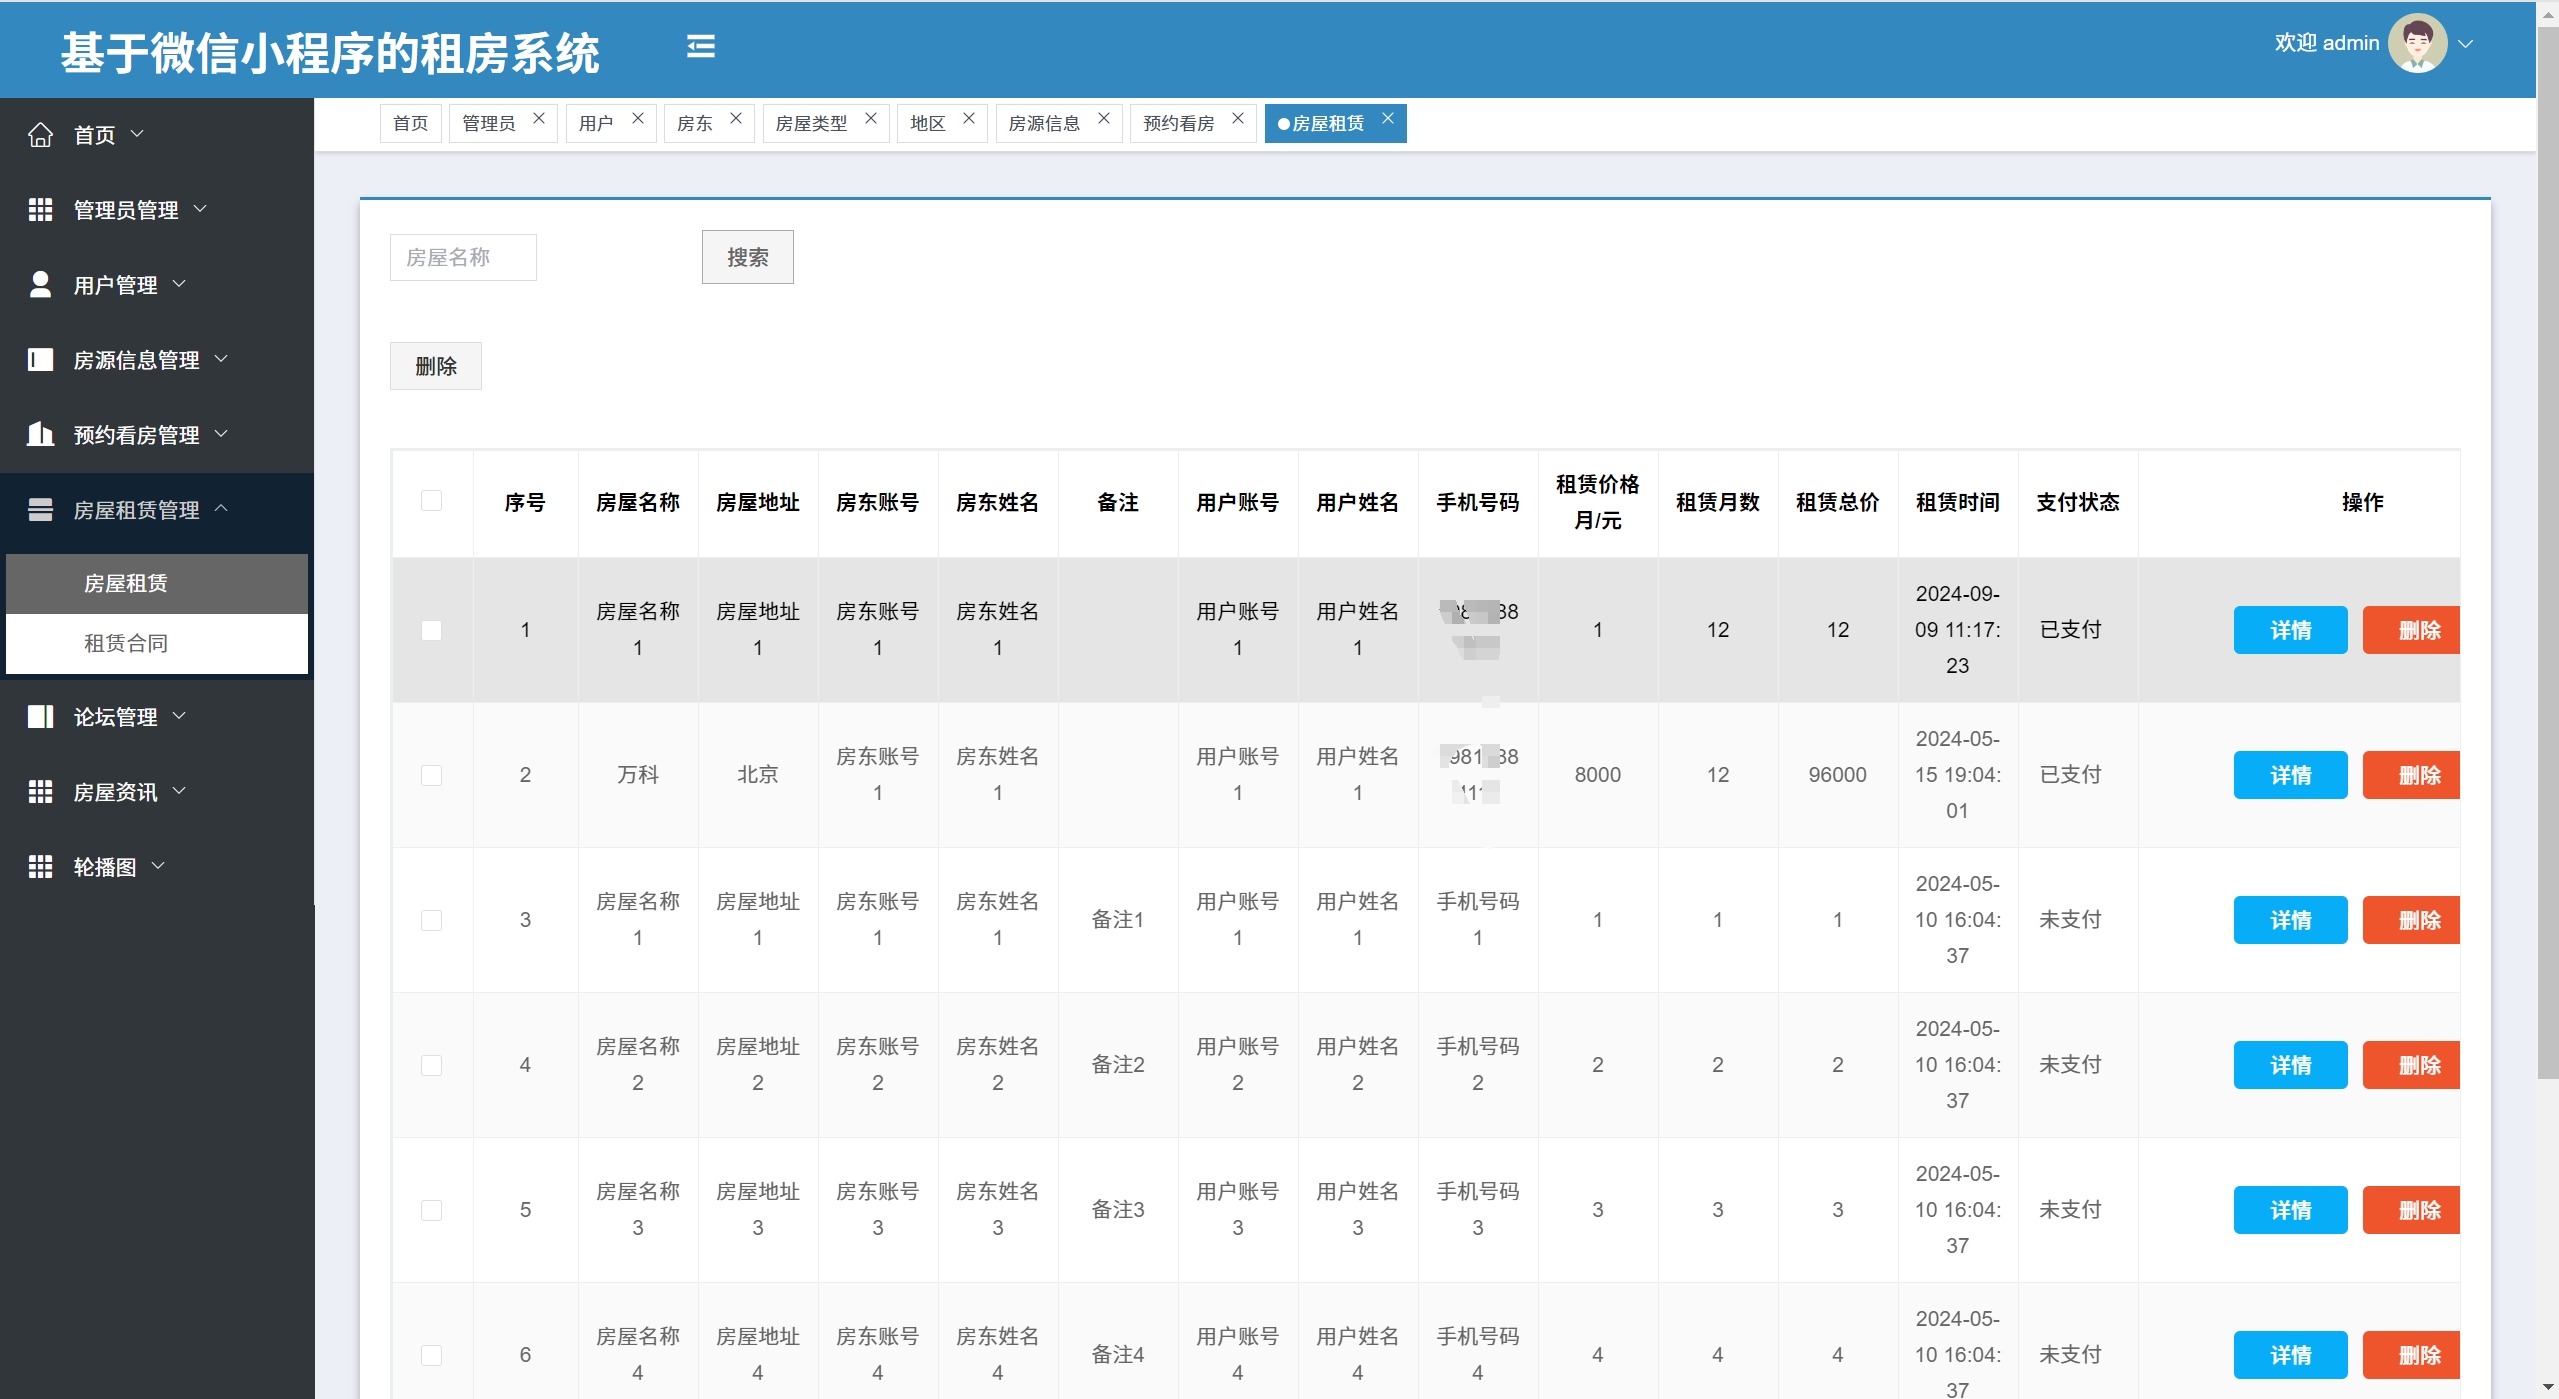 基于微信小程序的租房系统
欢迎 admin
首页 管理员 用户 房东 房屋类型 地区 房源信息 预约看房 房屋租赁
首页
管理员管理
用户管理
房源信息管理
预约看房管理
房屋租赁管理
房屋租赁
租赁合同
论坛管理
房屋资讯
轮播图
房屋名称 搜索
删除
序号 房屋名称 房屋地址 房东账号 房东姓名 备注 用户账号 用户姓名 手机号码 租赁价格月/元 租赁月数 租赁总价 租赁时间 支付状态 操作
1 房屋名称1 房屋地址1 房东账号1 房东姓名1 用户账号1 用户姓名1 1 12 12 2024-09-09 11:17:23 已支付 详情 删除
2 万科 北京 房东账号1 房东姓名1 用户账号1 用户姓名1 8000 12 96000 2024-05-15 19:04:01 已支付 详情 删除
3 房屋名称1 房屋地址1 房东账号1 房东姓名1 备注1 用户账号1 用户姓名1 手机号码1 1 1 1 2024-05-10 16:04:37 未支付 详情 删除
4 房屋名称2 房屋地址2 房东账号2 房东姓名2 备注2 用户账号2 用户姓名2 手机号码2 2 2 2 2024-05-10 16:04:37 未支付 详情 删除
5 房屋名称3 房屋地址3 房东账号3 房东姓名3 备注3 用户账号3 用户姓名3 手机号码3 3 3 3 2024-05-10 16:04:37 未支付 详情 删除
6 房屋名称4 房屋地址4 房东账号4 房东姓名4 备注4 用户账号4 用户姓名4 手机号码4 4 4 4 2024-05-10 16:04:37 未支付 详情 删除